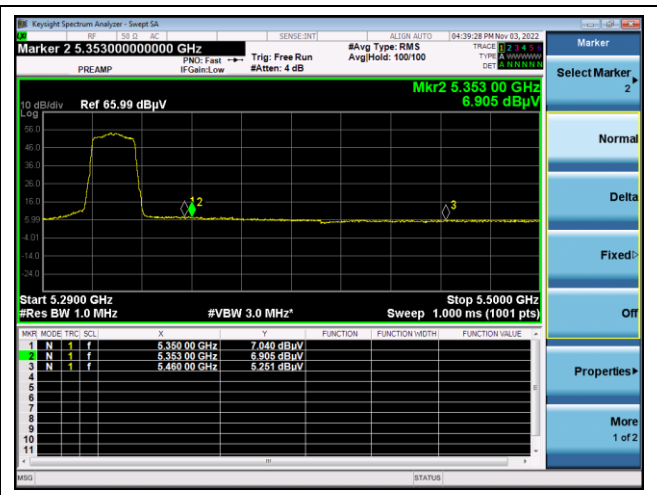 Keysight Spectrum Analyzer - Swept SA
RF 50 Ω AC SENSE:INT ALIGN AUTO 04:39:28 PM Nov 03, 2022
Marker 2 5.353000000000 GHz
PREAMP
PNO: Fast
IFGain:Low
Trig: Free Run
#Atten: 4 dB
#Avg Type: RMS
Avg|Hold: 100/100
TRACE 1 2 3 4 5 6
TYPE A WWWWW
DET A N N N N N
Mkr2 5.353 00 GHz
6.905 dBµV
10 dB/div Ref 65.99 dBµV
Log
56.0
46.0
36.0
26.0
16.0
5.99
-4.01
-14.0
-24.0
1 2
3
Start 5.2900 GHz Stop 5.5000 GHz
#Res BW 1.0 MHz #VBW 3.0 MHz* Sweep 1.000 ms (1001 pts)
MKR MODE TRC SCL X Y FUNCTION FUNCTION WIDTH FUNCTION VALUE
1 N 1 f 5.350 00 GHz 7.040 dBµV
2 N 1 f 5.353 00 GHz 6.905 dBµV
3 N 1 f 5.460 00 GHz 5.251 dBµV
4
5
6
7
8
9
10
11
MSG STATUS
Marker
Select Marker
2
Normal
Delta
Fixed
Off
Properties
More
1 of 2